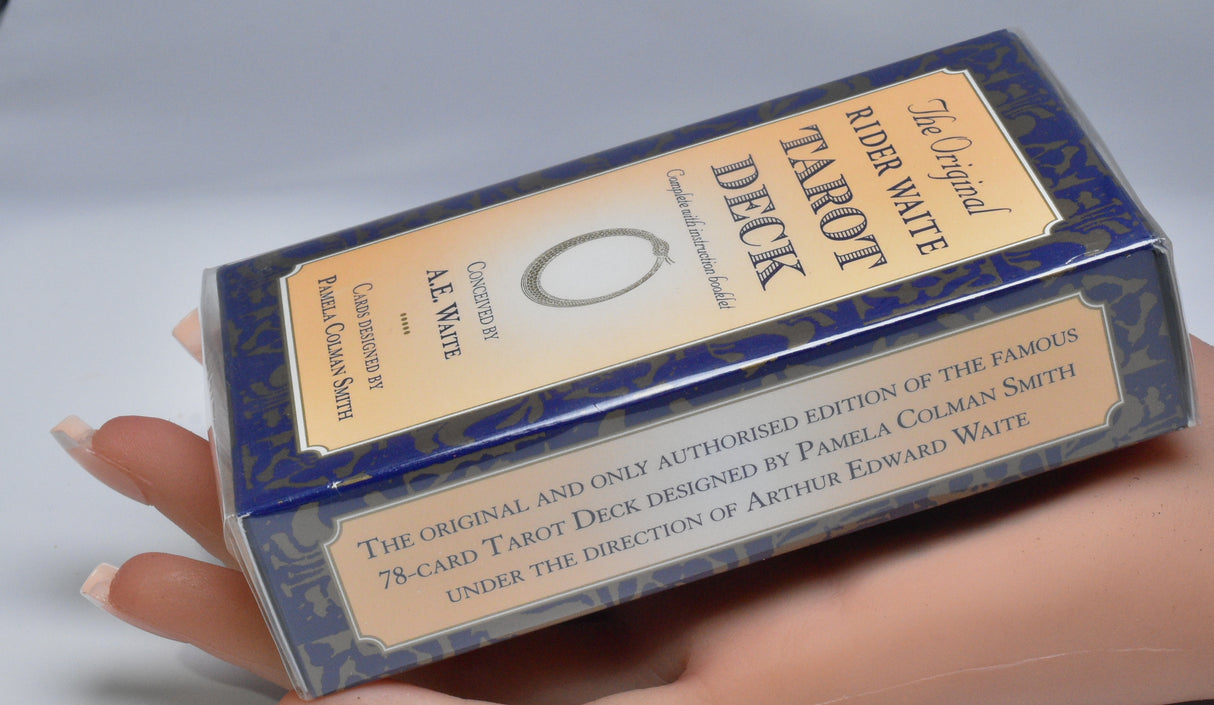 The Original
RIDER WAITE
TAROT
DECK
Complete with instruction booklet
CONCEIVED BY
A.E. WAITE
CARDS DESIGNED BY
PAMELA COLMAN SMITH
THE ORIGINAL AND ONLY AUTHORISED EDITION OF THE FAMOUS
78-CARD TAROT DECK DESIGNED BY PAMELA COLMAN SMITH
UNDER THE DIRECTION OF ARTHUR EDWARD WAITE